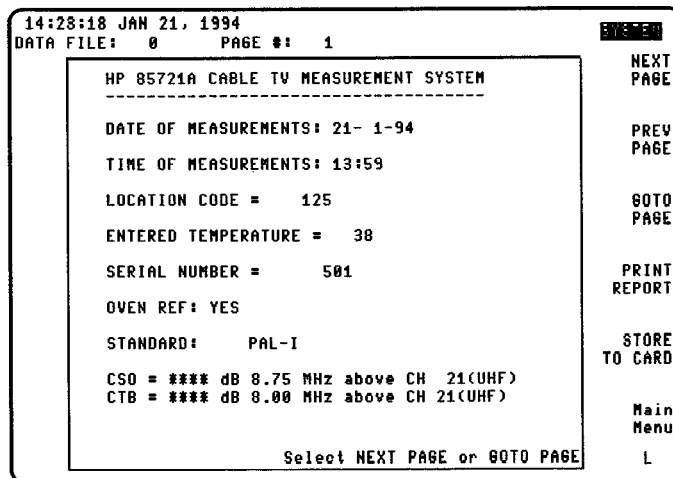 14:28:18 JAN 21, 1994
DATA FILE: 0 PAGE #: 1
HP 85721A CABLE TV MEASUREMENT SYSTEM
---------------------------------------
DATE OF MEASUREMENTS: 21- 1-94
TIME OF MEASUREMENTS: 13:59
LOCATION CODE = 125
ENTERED TEMPERATURE = 38
SERIAL NUMBER = 501
OVEN REF: YES
STANDARD: PAL-I
CSO = **** dB 8.75 MHz above CH 21(UHF)
CTB = **** dB 8.00 MHz above CH 21(UHF)
Select NEXT PAGE or GOTO PAGE
SYSTEM
NEXT
PAGE
PREV
PAGE
GOTO
PAGE
PRINT
REPORT
STORE
TO CARD
Main
Menu
L